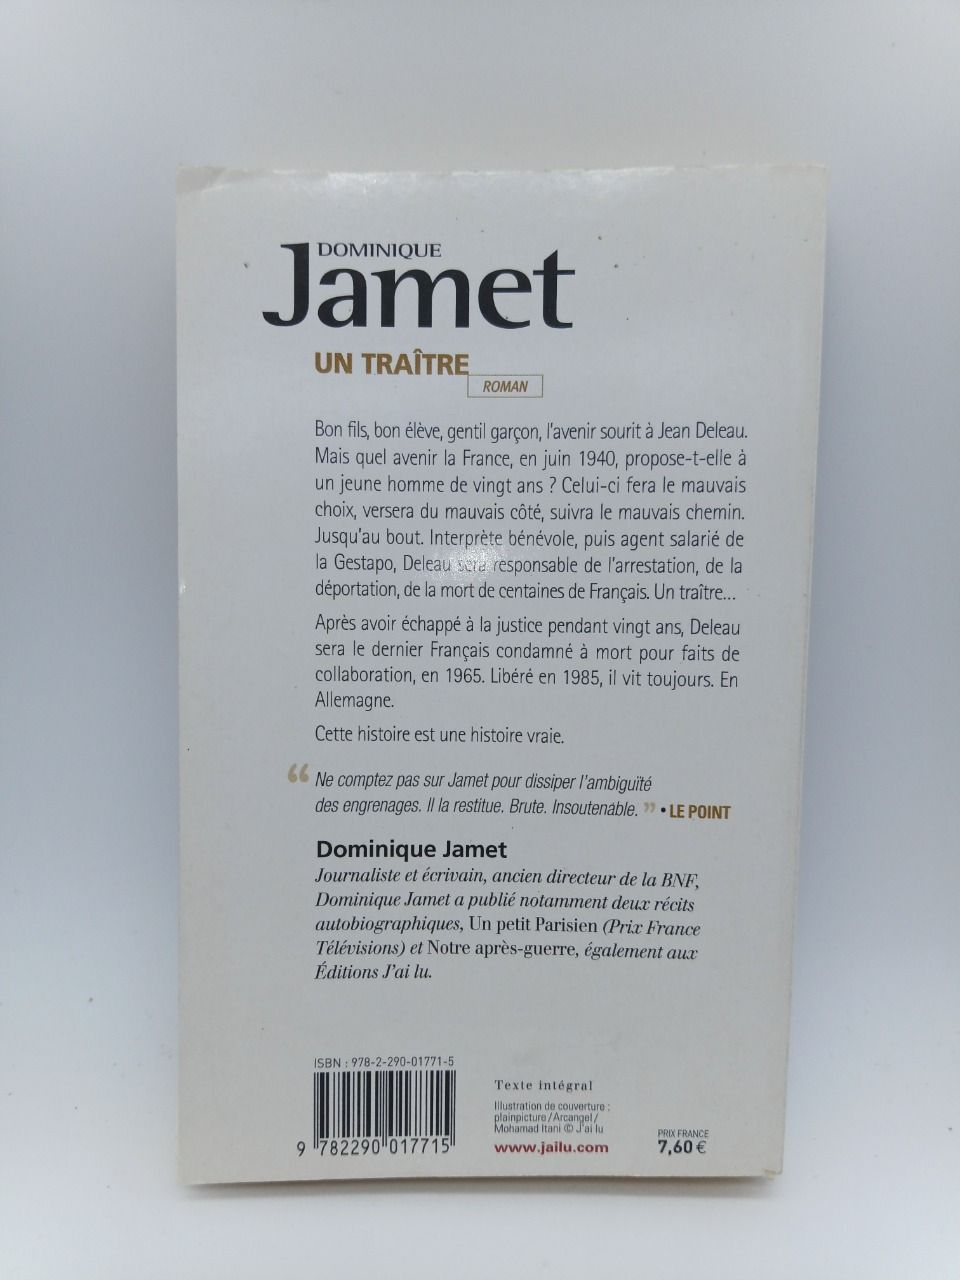 DOMINIQUE
Jamet
UN TRAÎTRE
ROMAN
Bon fils, bon élève, gentil garçon, l'avenir sourit à Jean Deleau.
Mais quel avenir la France, en juin 1940, propose-t-elle à
un jeune homme de vingt ans ? Celui-ci fera le mauvais
choix, versera du mauvais côté, suivra le mauvais chemin.
Jusqu'au bout. Interprète bénévole, puis agent salarié de
la Gestapo, Deleau sera responsable de l'arrestation, de la
déportation, de la mort de centaines de Français. Un traître...
Après avoir échappé à la justice pendant vingt ans, Deleau
sera le dernier Français condamné à mort pour faits de
collaboration, en 1965. Libéré en 1985, il vit toujours. En
Allemagne.
Cette histoire est une histoire vraie.
“ Ne comptez pas sur Jamet pour dissiper l'ambiguïté
des engrenages. Il la restitue. Brute. Insoutenable. ” • LE POINT
Dominique Jamet
Journaliste et écrivain, ancien directeur de la BNF,
Dominique Jamet a publié notamment deux récits
autobiographiques, Un petit Parisien (Prix France
Télévisions) et Notre après-guerre, également aux
Éditions J'ai lu.
ISBN : 978-2-290-01771-5
9 782290 017715
Texte intégral
Illustration de couverture :
plainpicture / Arcangel /
Mohamad Itani © J'ai lu
www.jailu.com
PRIX FRANCE
7,60 €